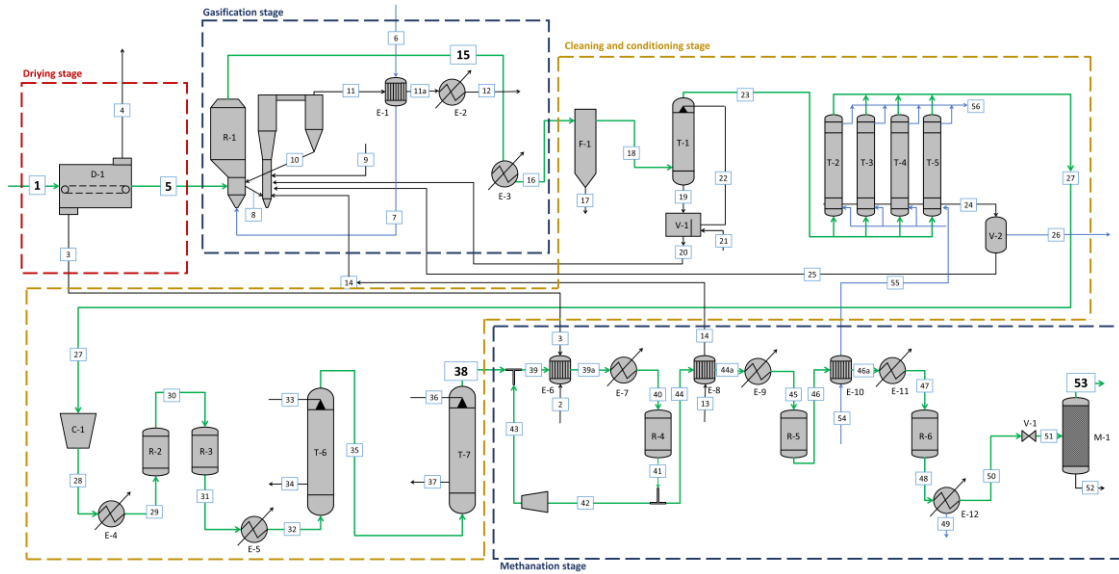 Gasification stage
Cleaning and conditioning stage
Driying stage
6
15
4
11
11a
12
E-1
E-2
R-1
10
9
E-3
16
8
7
1
D-1
5
3
F-1
18
17
T-1
23
22
19
V-1
21
20
56
T-2
T-3
T-4
T-5
24
V-2
26
27
25
55
14
27
C-1
28
30
R-2
R-3
29
31
E-4
E-5
32
33
34
T-6
35
36
37
T-7
38
39
3
E-6
39a
E-7
2
43
40
R-4
41
42
44
14
E-8
13
44a
E-9
45
R-5
46
E-10
54
46a
E-11
47
R-6
48
E-12
49
50
V-1
51
53
M-1
52
Methanation stage